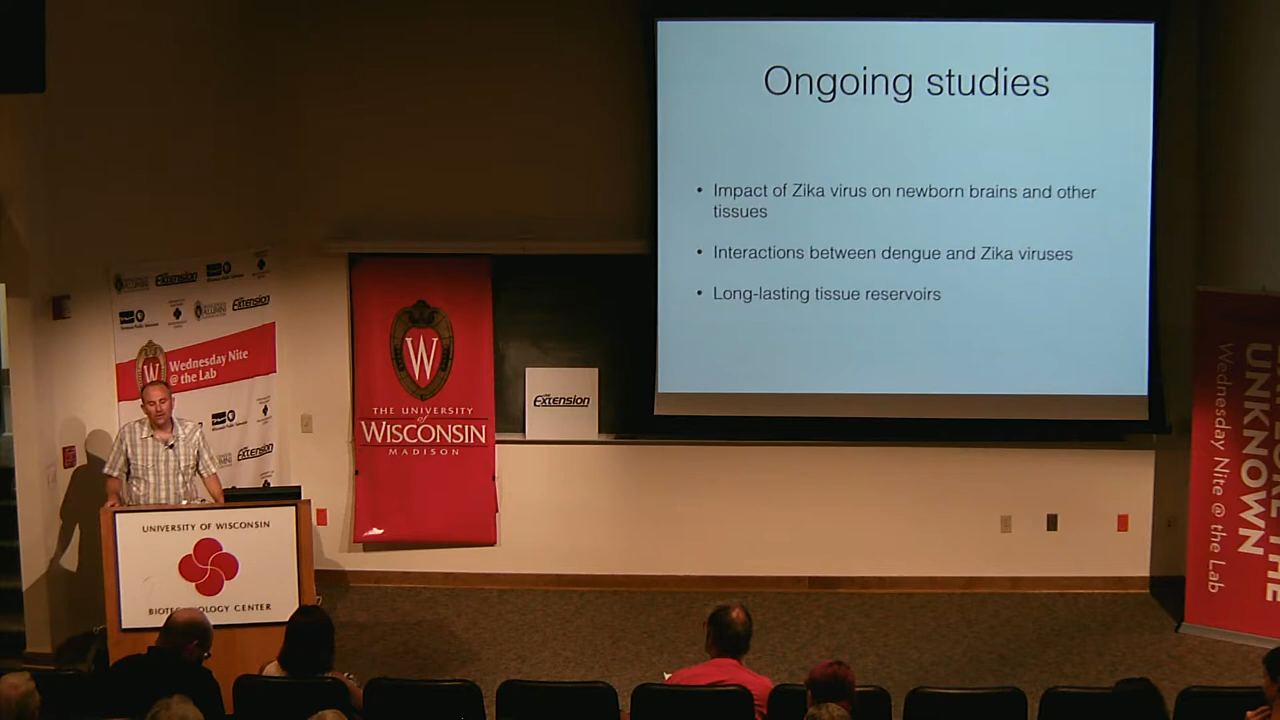 Ongoing studies
• Impact of Zika virus on newborn brains and other
tissues
• Interactions between dengue and Zika viruses
• Long-lasting tissue reservoirs
Extension
Extension
Wednesday Nite
@ the Lab
W
Extension
W
THE UNIVERSITY
of
WISCONSIN
MADISON
Extension
UNIVERSITY OF WISCONSIN
BIOTECHNOLOGY CENTER
THE
UNKNOWN
Wednesday Nite @ the Lab